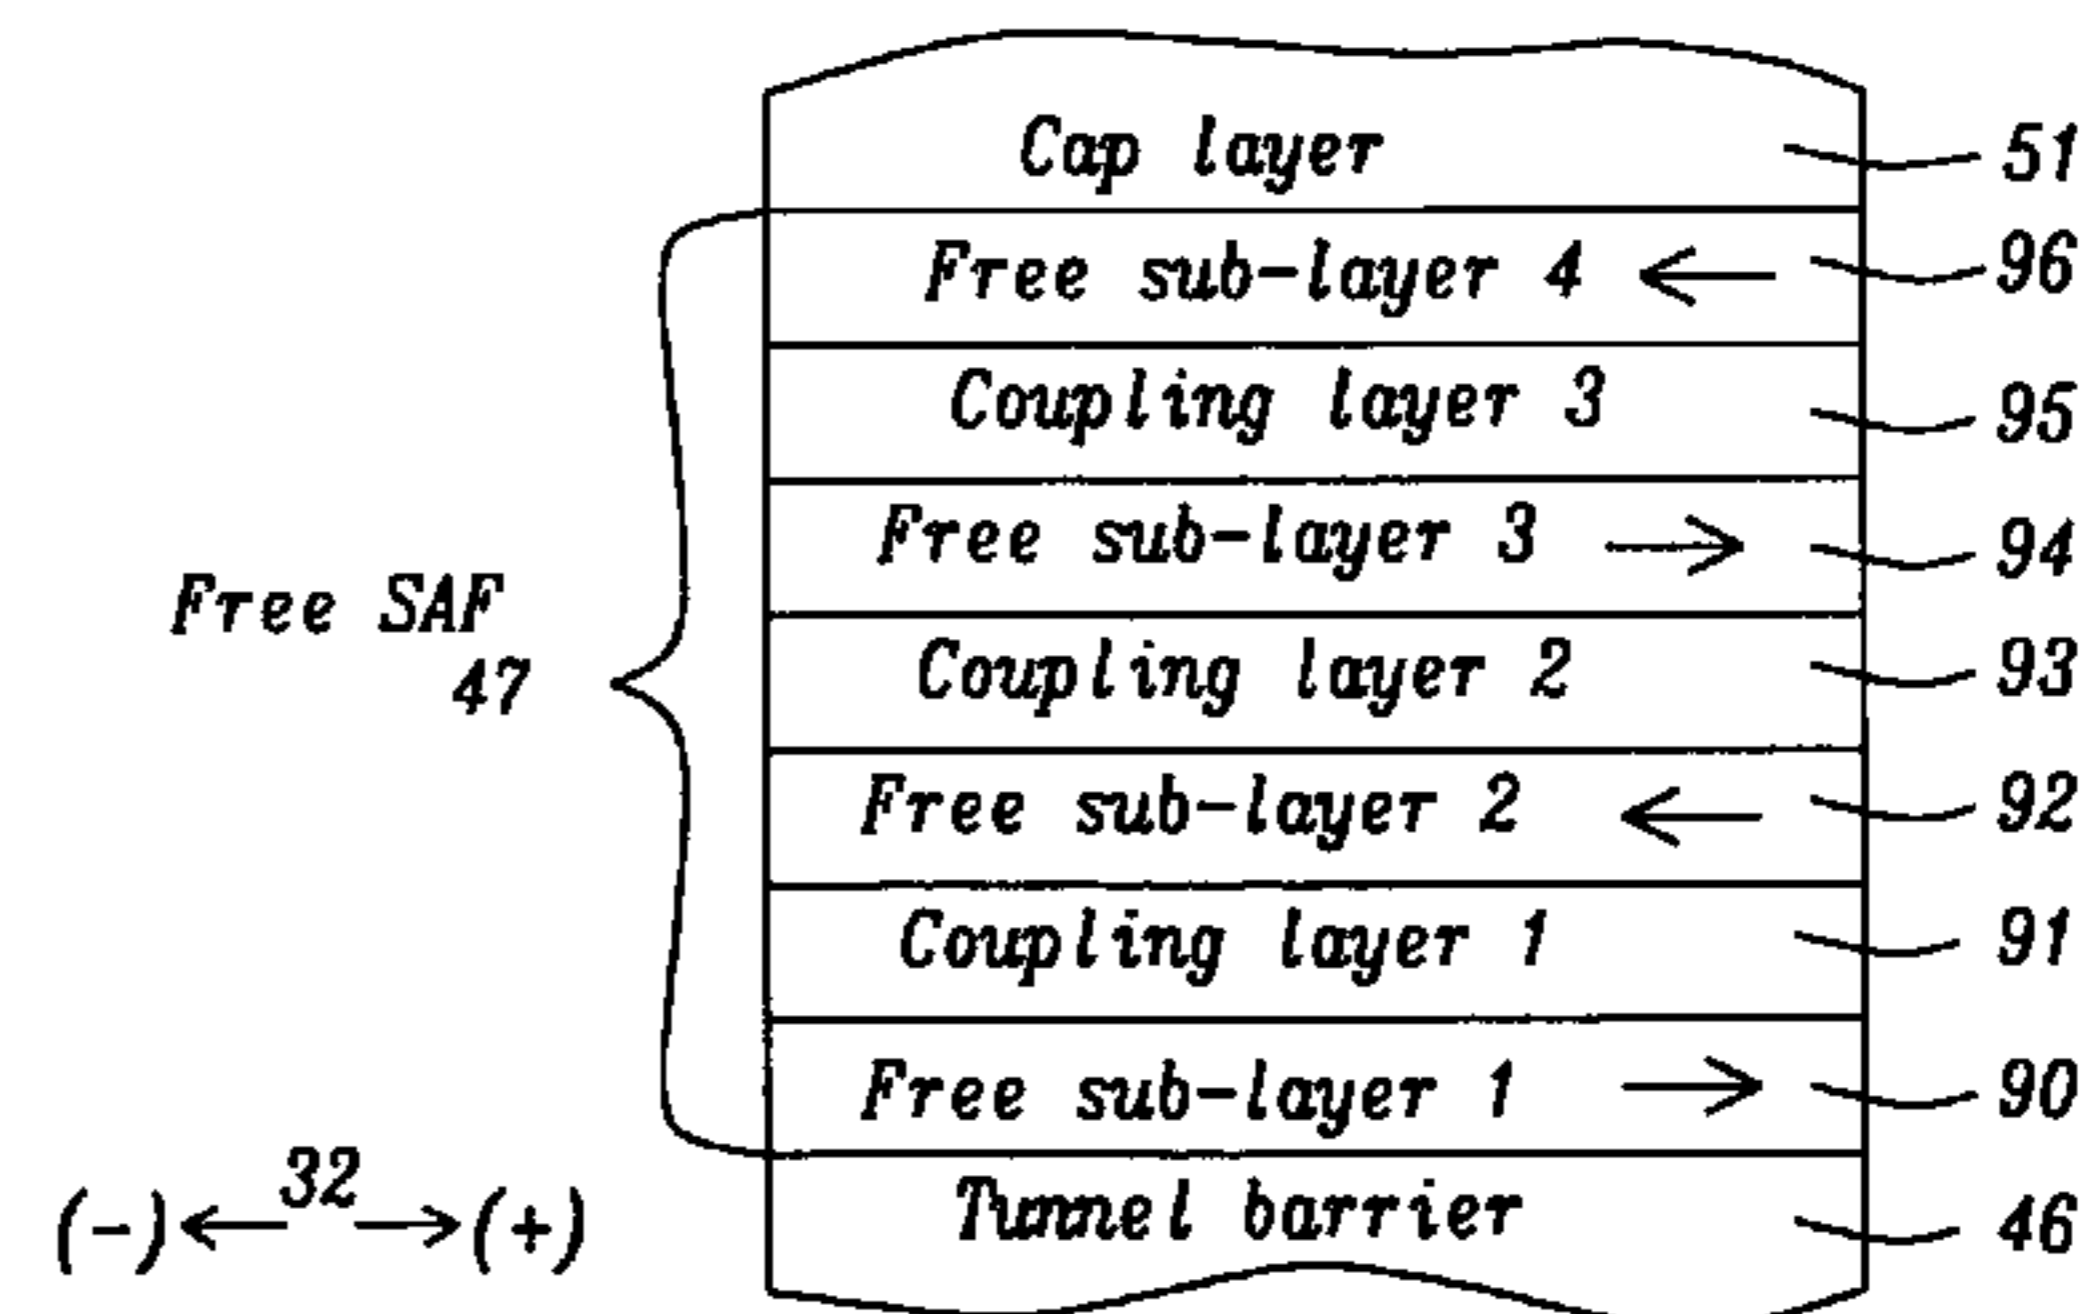 Cap layer 51
Free sub-layer 4 96
Coupling layer 3 95
Free sub-layer 3 94
Free SAF
47
Coupling layer 2 93
Free sub-layer 2 92
Coupling layer 1 91
Free sub-layer 1 90
(-) 32 (+)
Tunnel barrier 46